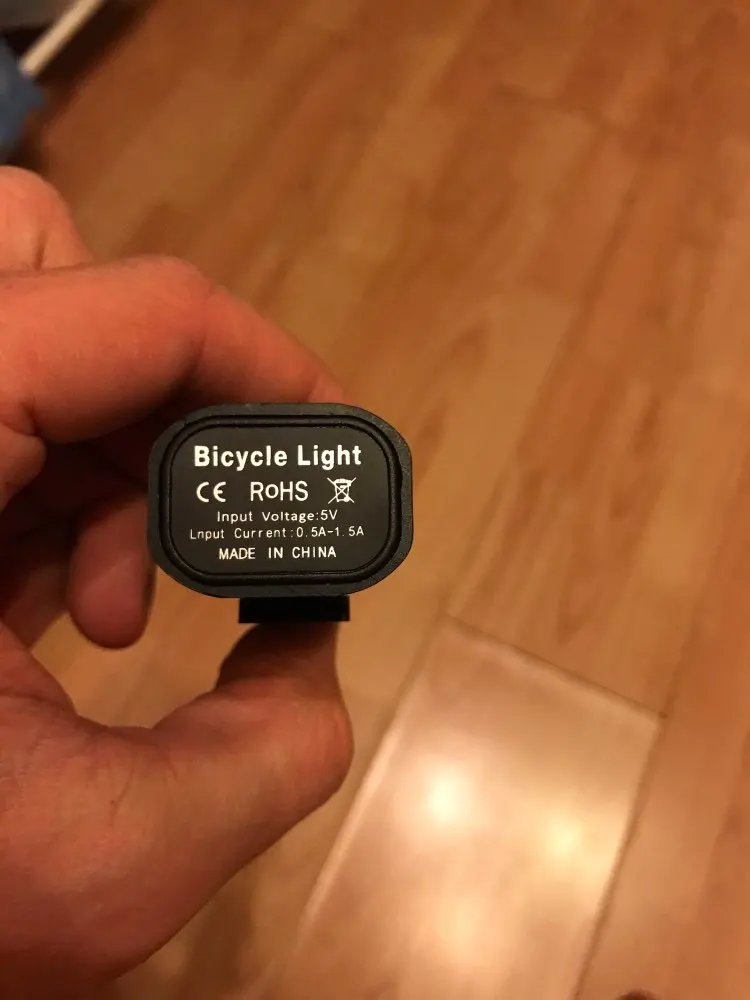 Bicycle Light
CE RoHS
Input Voltage:5V
Lnput Current:0.5A-1.5A
MADE IN CHINA